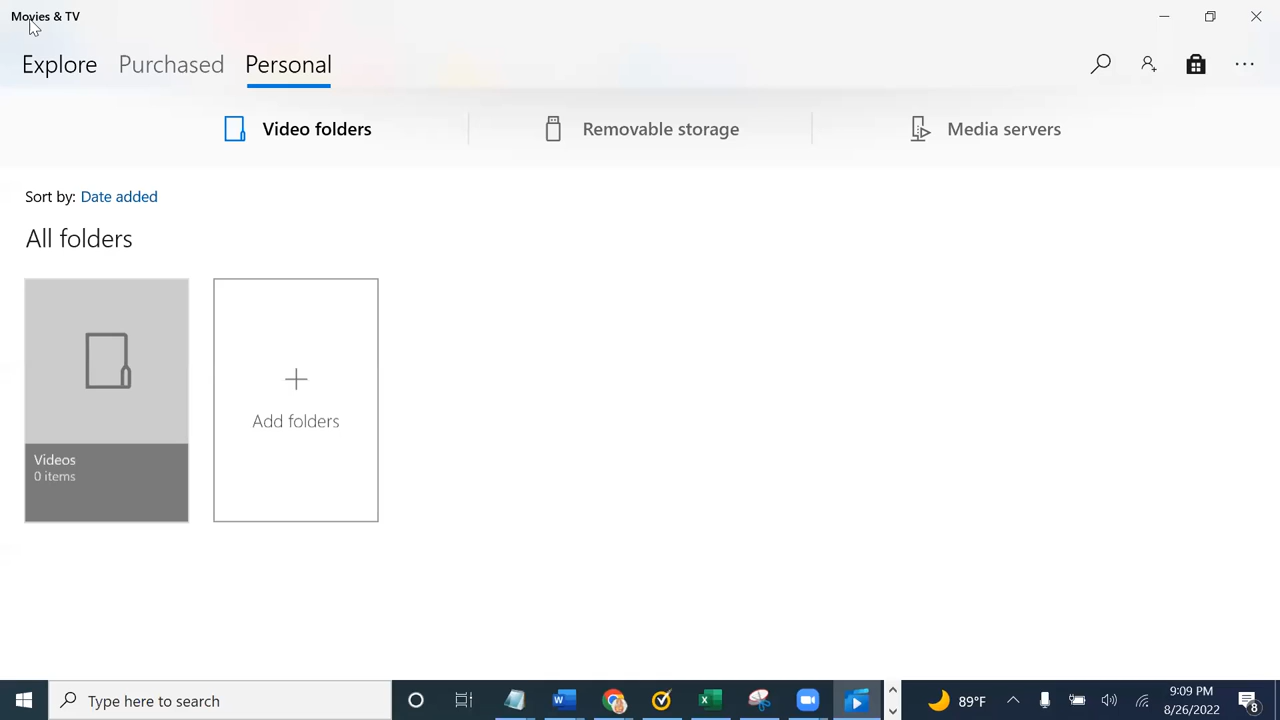 Movies & TV
Explore Purchased Personal
Video folders Removable storage Media servers
Sort by: Date added
All folders
Videos
0 items
Add folders
Type here to search
89°F
9:09 PM
8/26/2022
8